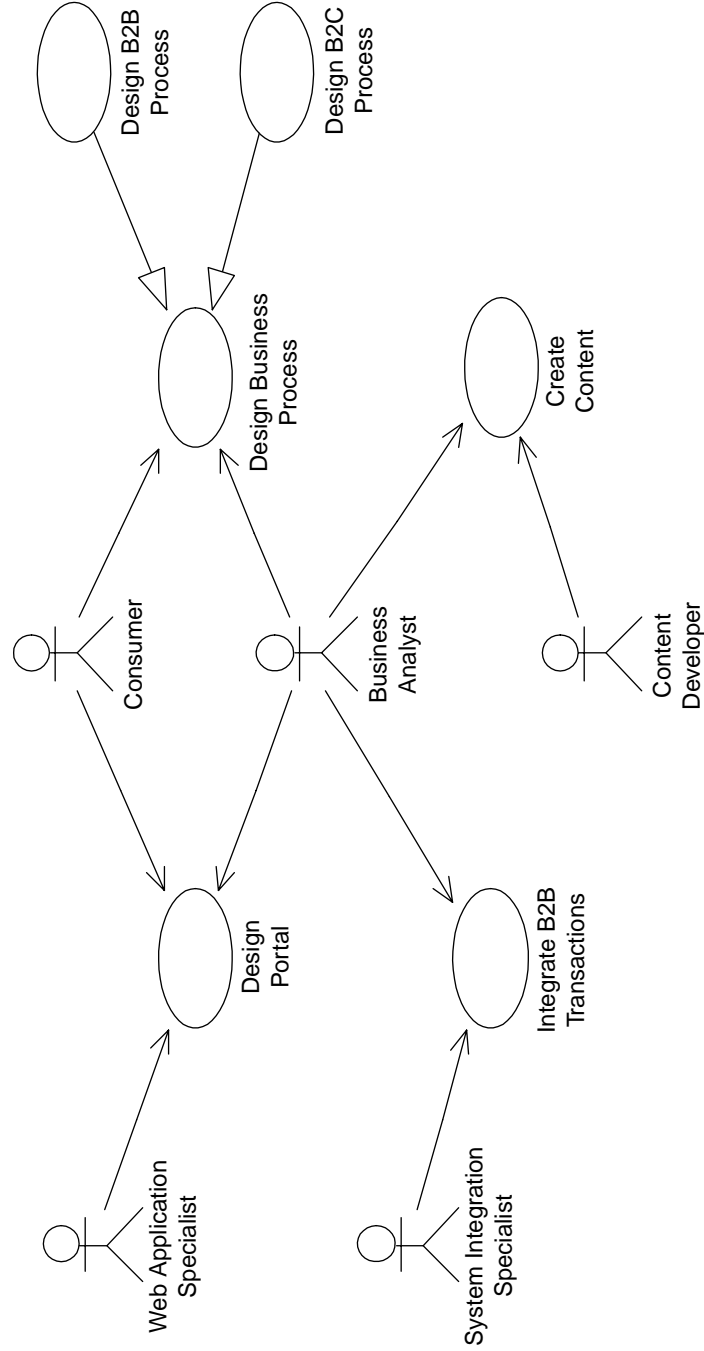 Web Application
Specialist
Design
Portal
Consumer
Design Business
Process
Design B2B
Process
Design B2C
Process
System Integration
Specialist
Integrate B2B
Transactions
Business
Analyst
Content
Developer
Create
Content